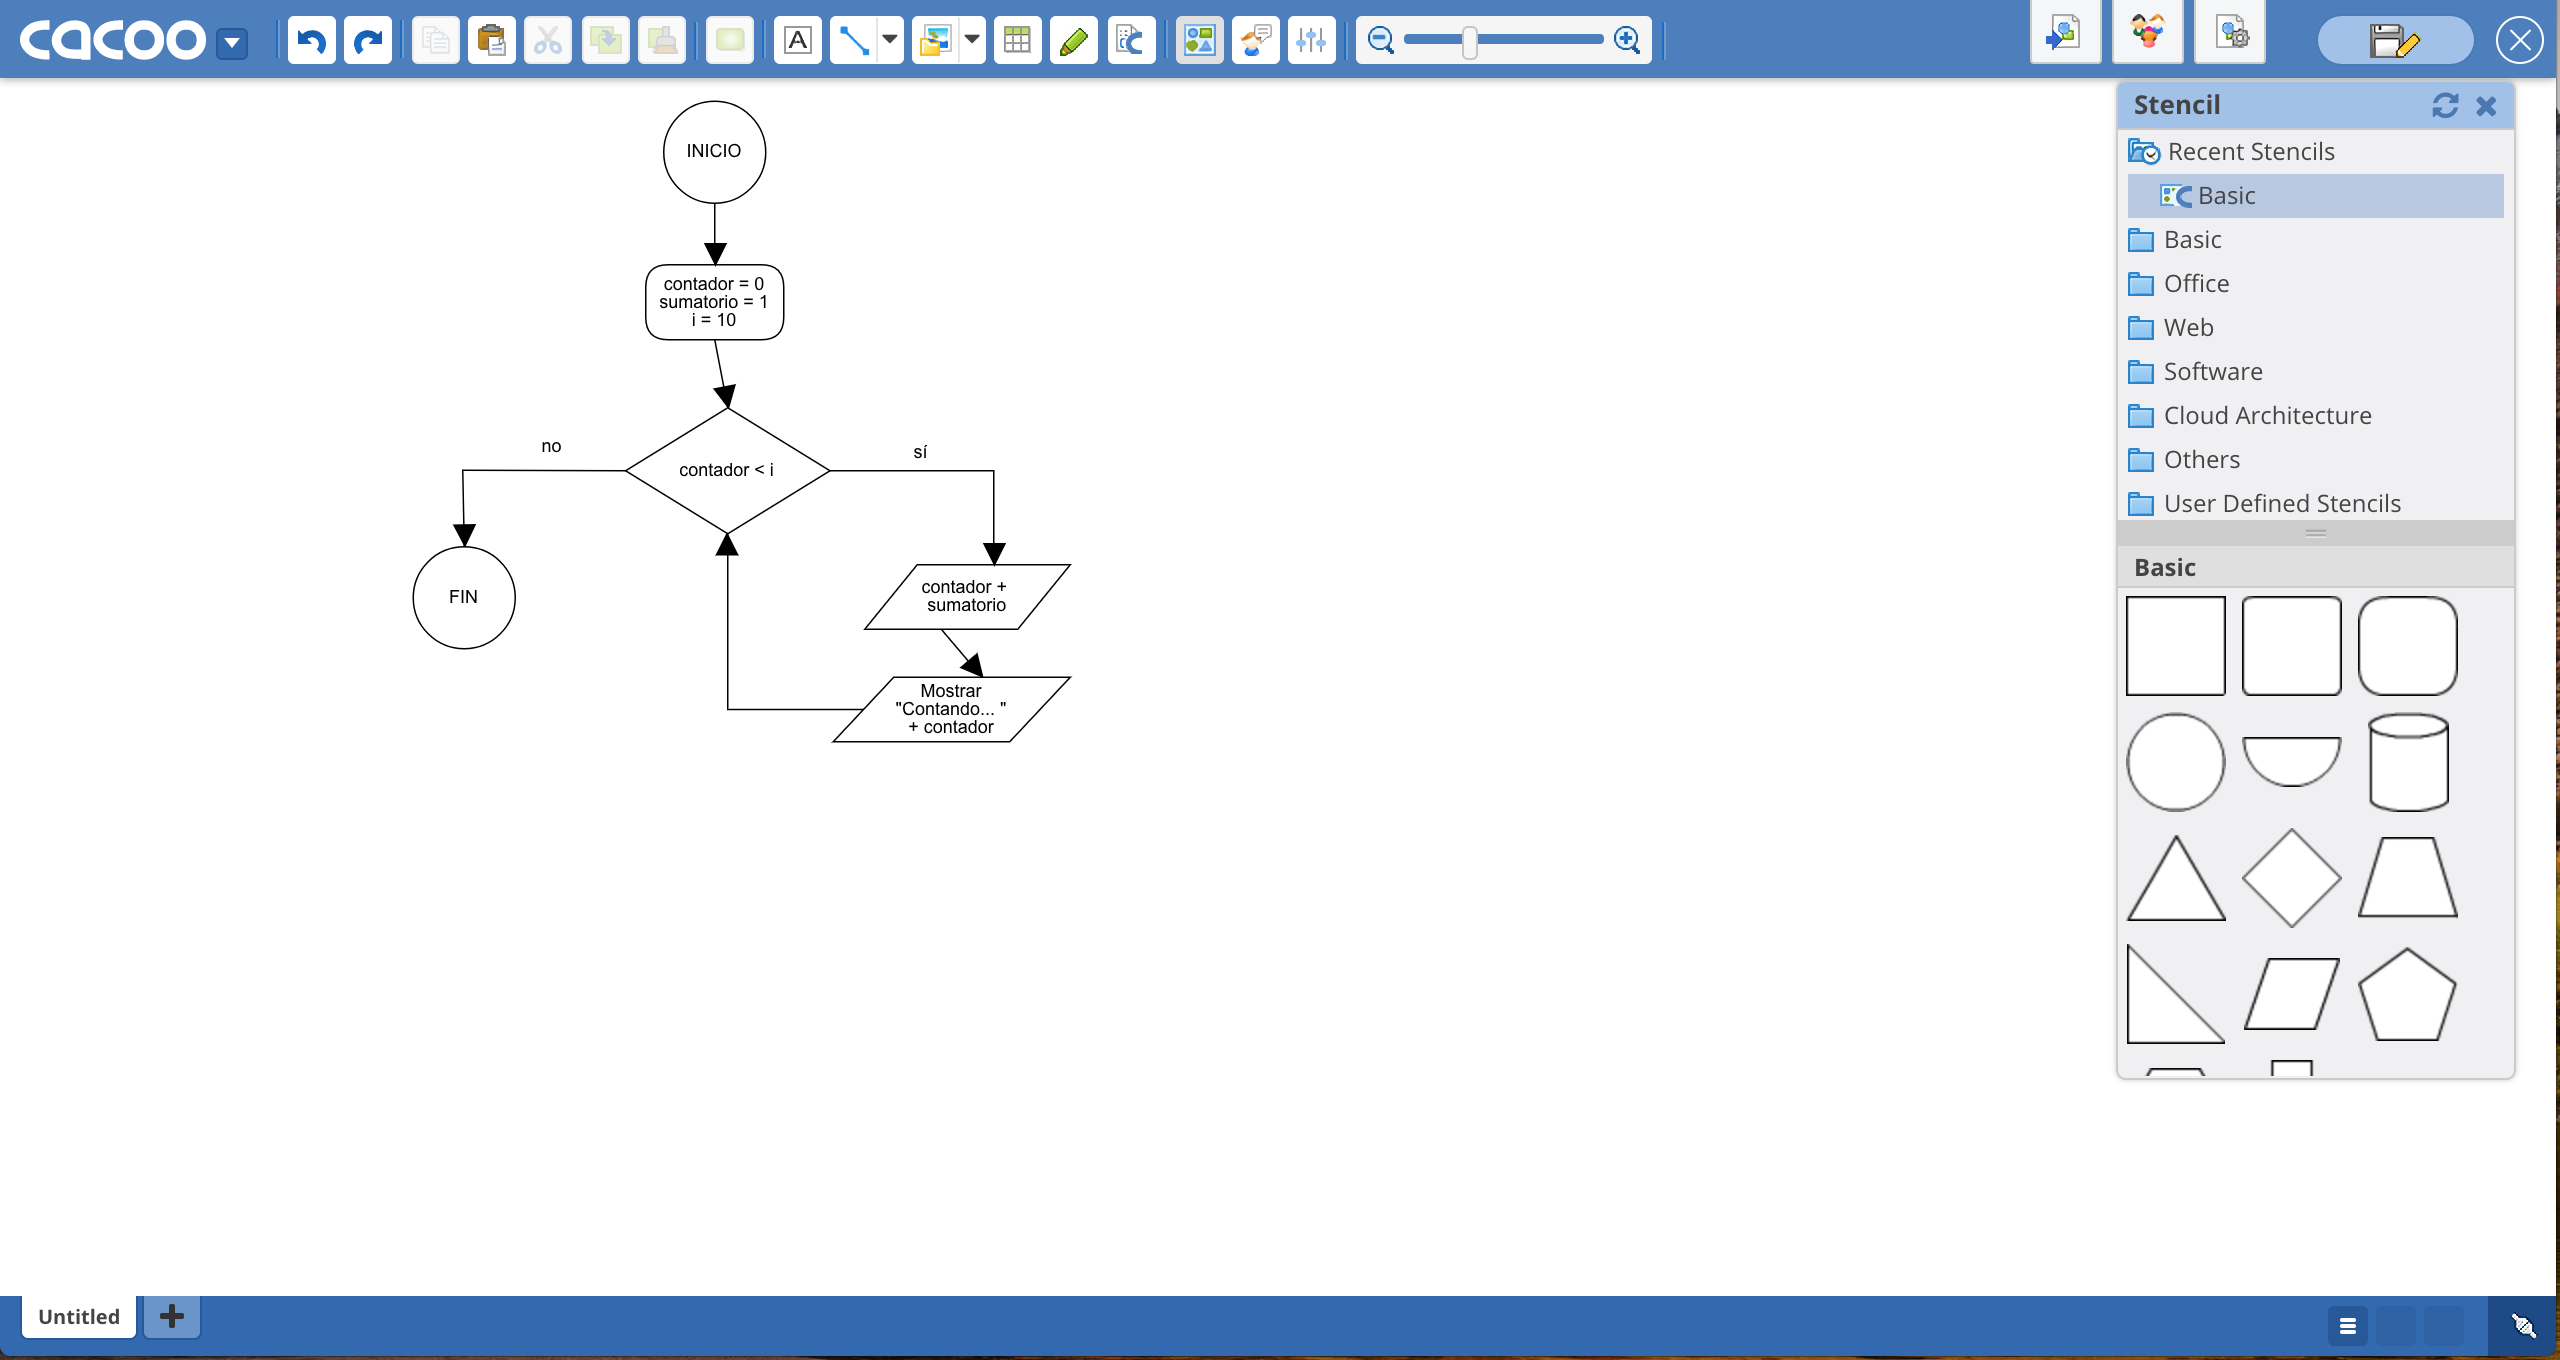 cacoo
INICIO
contador = 0
sumatorio = 1
i = 10
no
sí
contador < i
FIN
contador +
sumatorio
Mostrar
"Contando... "
+ contador
Stencil
Recent Stencils
Basic
Basic
Office
Web
Software
Cloud Architecture
Others
User Defined Stencils
Basic
Untitled